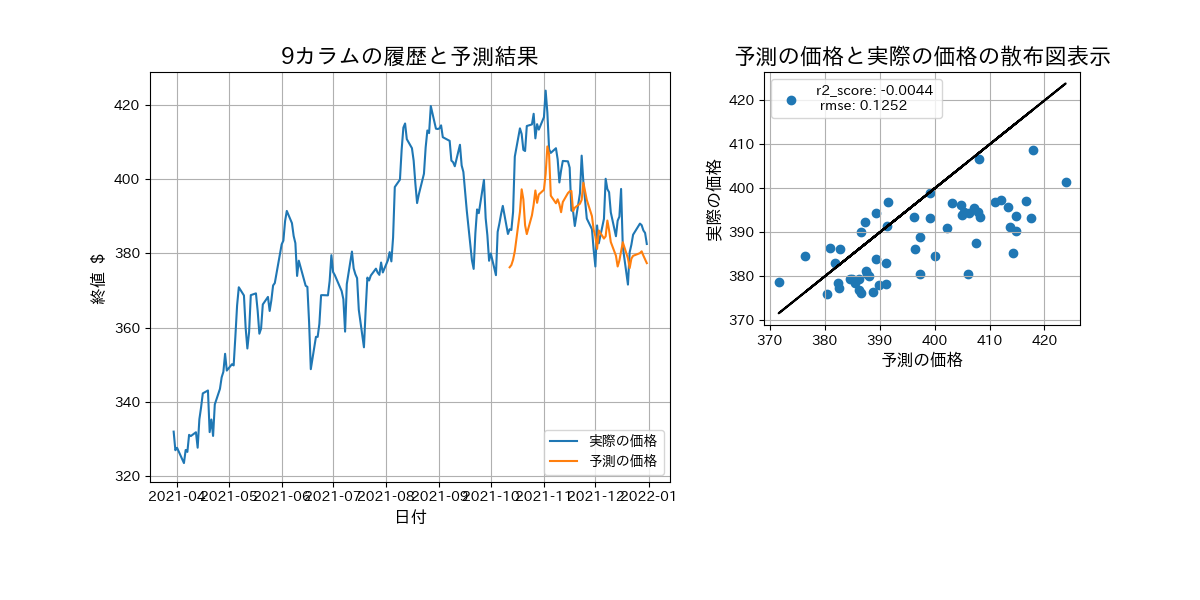 9カラムの履歴と予測結果
終値 $
420
400
380
360
340
320
2021-04
2021-05
2021-06
2021-07
2021-08
2021-09
2021-10
2021-11
2021-12
2022-01
日付
実際の価格
予測の価格
予測の価格と実際の価格の散布図表示
r2_score: -0.0044
rmse: 0.1252
実際の価格
420
410
400
390
380
370
370
380
390
400
410
420
予測の価格